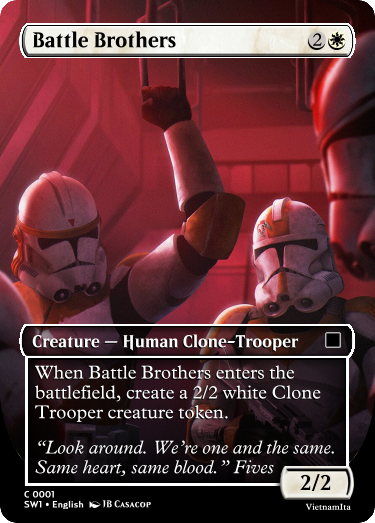 Battle Brothers 2
Creature — Human Clone-Trooper
When Battle Brothers enters the
battlefield, create a 2/2 white Clone
Trooper creature token.
“Look around. We’re one and the same.
Same heart, same blood.” Fives
2/2
C 0001
SW1 • English JB Casacop
VietnamIta